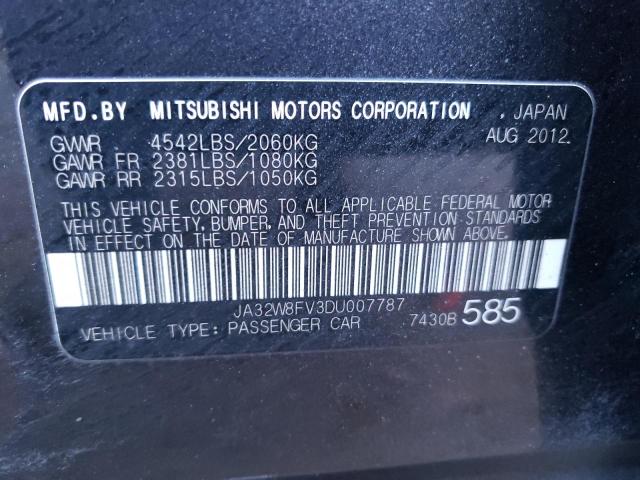 MFD.BY MITSUBISHI MOTORS CORPORATION , JAPAN
GVWR 4542LBS/2060KG AUG 2012
GAWR FR 2381LBS/1080KG
GAWR RR 2315LBS/1050KG
THIS VEHICLE CONFORMS TO ALL APPLICABLE FEDERAL MOTOR
VEHICLE SAFETY, BUMPER, AND THEFT PREVENTION STANDARDS
IN EFFECT ON THE DATE OF MANUFACTURE SHOWN ABOVE.
JA32W8FV3DU007787
VEHICLE TYPE: PASSENGER CAR 7430B 585